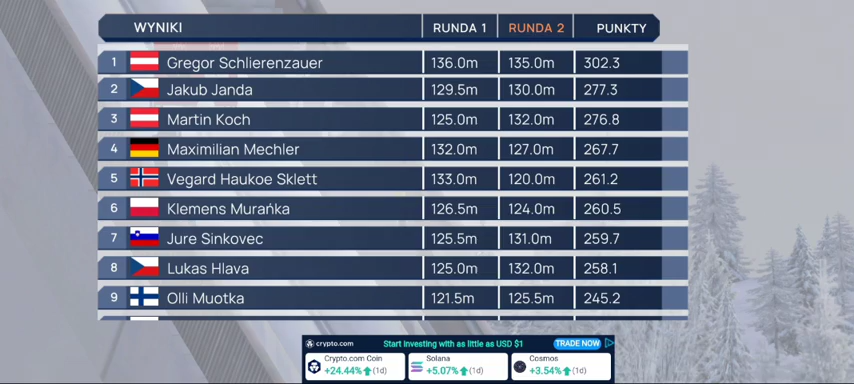 WYNIKI RUNDA 1 RUNDA 2 PUNKTY
1 Gregor Schlierenzauer 136.0m 135.0m 302.3
2 Jakub Janda 129.5m 130.0m 277.3
3 Martin Koch 125.0m 132.0m 276.8
4 Maximilian Mechler 132.0m 127.0m 267.7
5 Vegard Haukoe Sklett 133.0m 120.0m 261.2
6 Klemens Murańka 126.5m 124.0m 260.5
7 Jure Sinkovec 125.5m 131.0m 259.7
8 Lukas Hlava 125.0m 132.0m 258.1
9 Olli Muotka 121.5m 125.5m 245.2
crypto.com Start investing with as little as USD $1 TRADE NOW
Crypto.com Coin Solana Cosmos
+24.44% (1d) +5.07% (1d) +3.54% (1d)